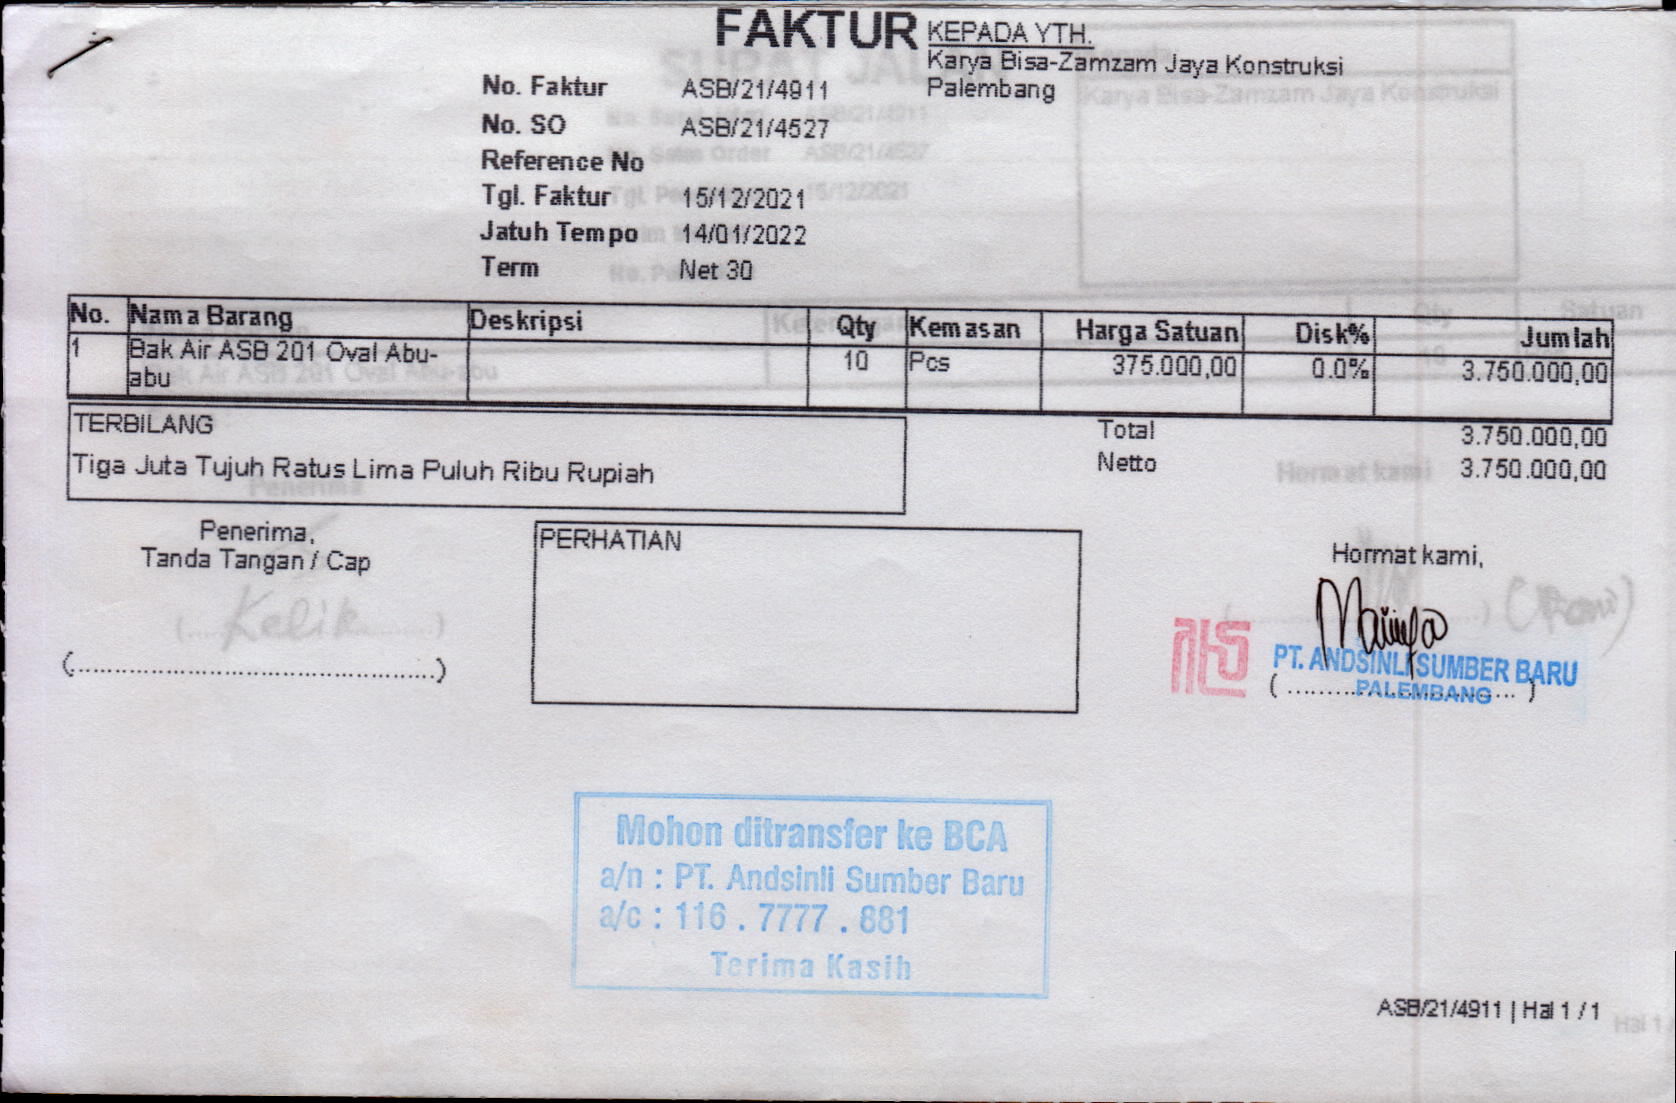 FAKTUR
KEPADA YTH.
Karya Bisa-Zamzam Jaya Konstruksi
Palembang
No. Faktur ASB/21/4911
No. SO ASB/21/4527
Reference No
Tgl. Faktur 15/12/2021
Jatuh Tempo 14/01/2022
Term Net 30
No. Nama Barang Deskripsi Qty Kemasan Harga Satuan Disk% Jumlah
1 Bak Air ASB 201 Oval Abu- 10 Pcs 375.000,00 0.0% 3.750.000,00
abu
TERBILANG
Tiga Juta Tujuh Ratus Lima Puluh Ribu Rupiah
Total 3.750.000,00
Netto 3.750.000,00
Penerima,
Tanda Tangan / Cap
Kelik
(............................................)
PERHATIAN
Hormat kami,
PT. ANDSINLI SUMBER BARU
PALEMBANG
Mohon ditransfer ke BCA
a/n : PT. Andsinli Sumber Baru
a/c : 116 . 7777 . 881
Terima Kasih
ASB/21/4911 | Hal 1 / 1